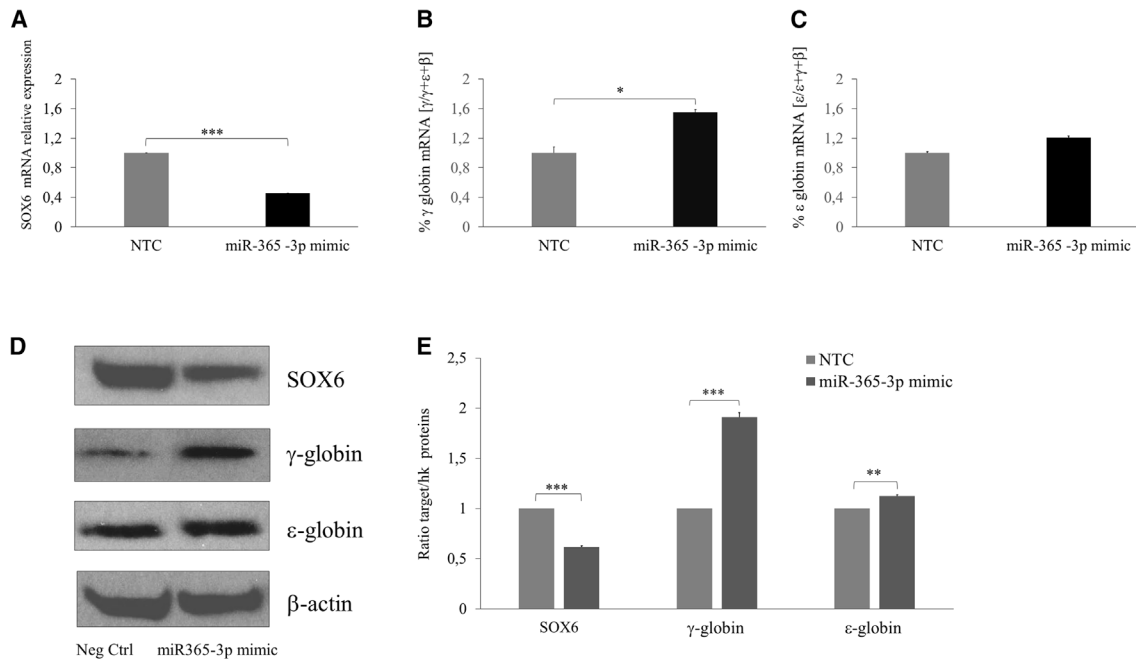 A
SOX6 mRNA relative expression
2
1,6
1,2
0,8
0,4
0
***
NTC
miR-365 -3p mimic
B
% γ globin mRNA [γ/γ+ε+β]
2
1,6
1,2
0,8
0,4
0
*
NTC
miR-365 -3p mimic
C
% ε globin mRNA [ε/ε+γ+β]
2
1,6
1,2
0,8
0,4
0
NTC
miR-365 -3p mimic
D
SOX6
γ-globin
ε-globin
β-actin
Neg Ctrl
miR365-3p mimic
E
Ratio target/hk proteins
2,5
2
1,5
1
0,5
0
***
***
**
NTC
miR-365-3p mimic
SOX6
γ-globin
ε-globin